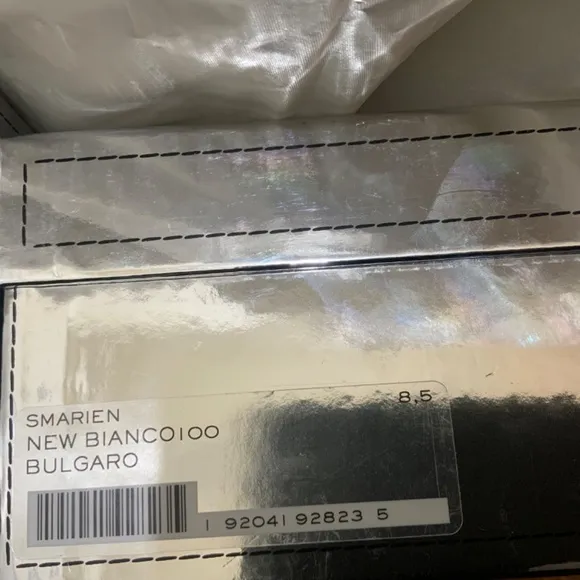 SMARIEN 8,5
NEW BIANCO100
BULGARO
1 92041 92823 5